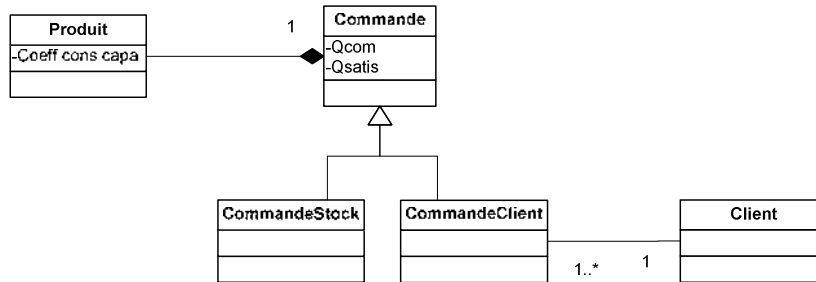 Produit
-Coeff cons capa
1
Commande
-Qcom
-Qsatis
CommandeStock
CommandeClient
1..*
1
Client